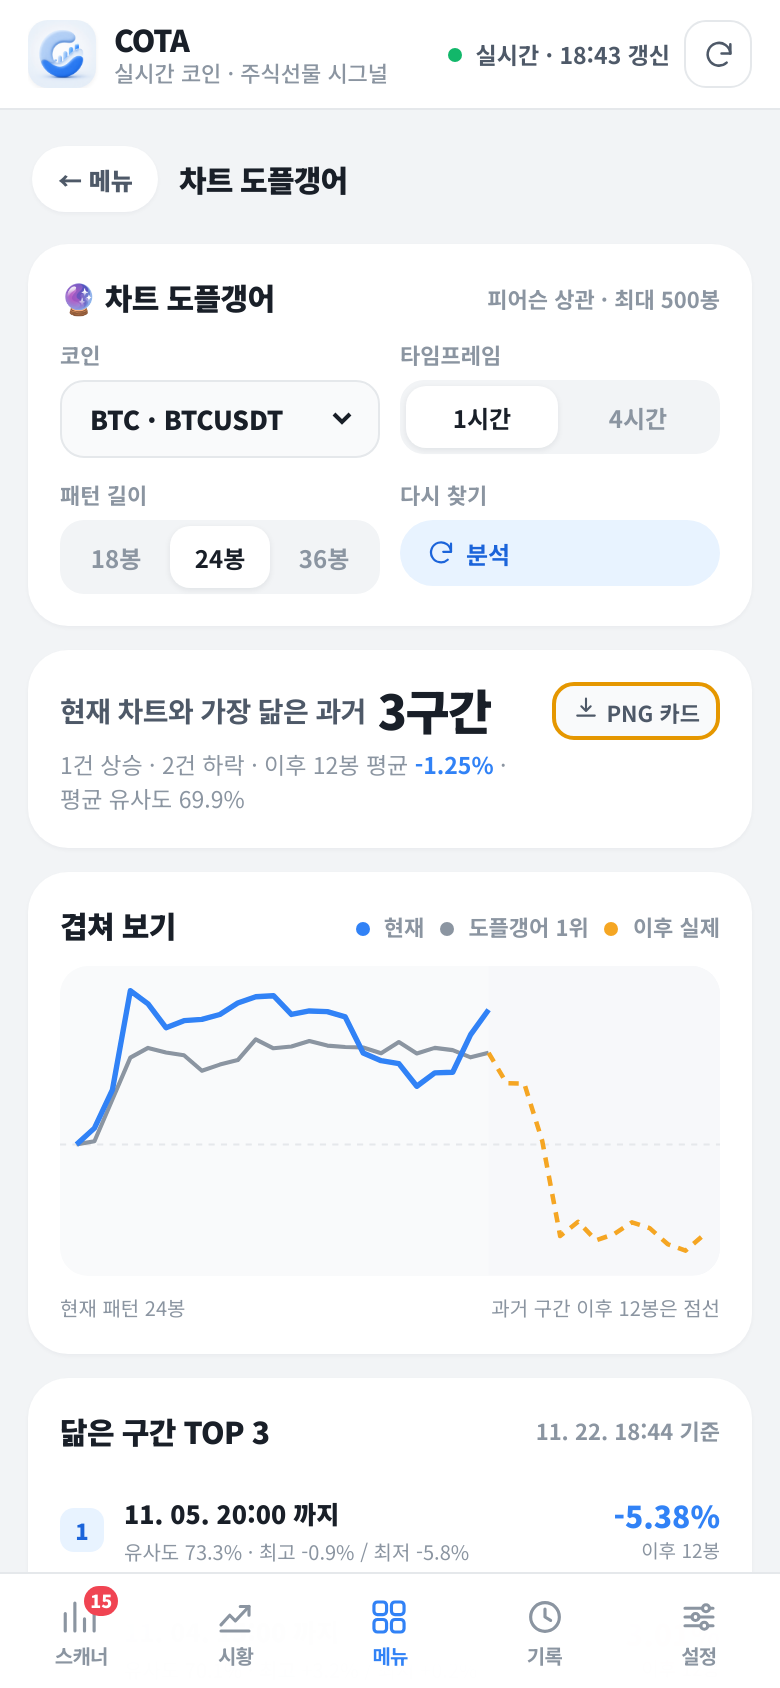 COTA
실시간 코인 · 주식선물 시그널
실시간 · 18:43 갱신
← 메뉴
차트 도플갱어
차트 도플갱어
피어슨 상관 · 최대 500봉
코인
타임프레임
BTC · BTCUSDT
1시간
4시간
패턴 길이
다시 찾기
18봉
24봉
36봉
분석
현재 차트와 가장 닮은 과거 3구간
PNG 카드
1건 상승 · 2건 하락 · 이후 12봉 평균 -1.25% ·
평균 유사도 69.9%
겹쳐 보기
현재
도플갱어 1위
이후 실제
현재 패턴 24봉
과거 구간 이후 12봉은 점선
닮은 구간 TOP 3
11. 22. 18:44 기준
1
11. 05. 20:00 까지
-5.38%
유사도 73.3% · 최고 -0.9% / 최저 -5.8%
이후 12봉
15
스캐너
시황
메뉴
기록
설정